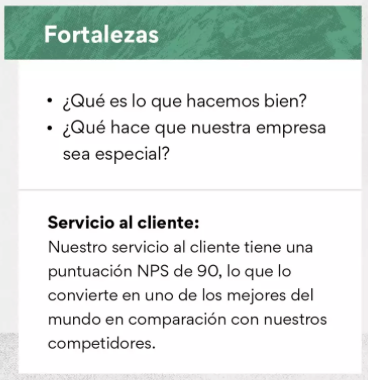 Fortalezas
• ¿Qué es lo que hacemos bien?
• ¿Qué hace que nuestra empresa
sea especial?
Servicio al cliente:
Nuestro servicio al cliente tiene una
puntuación NPS de 90, lo que lo
convierte en uno de los mejores del
mundo en comparación con nuestros
competidores.